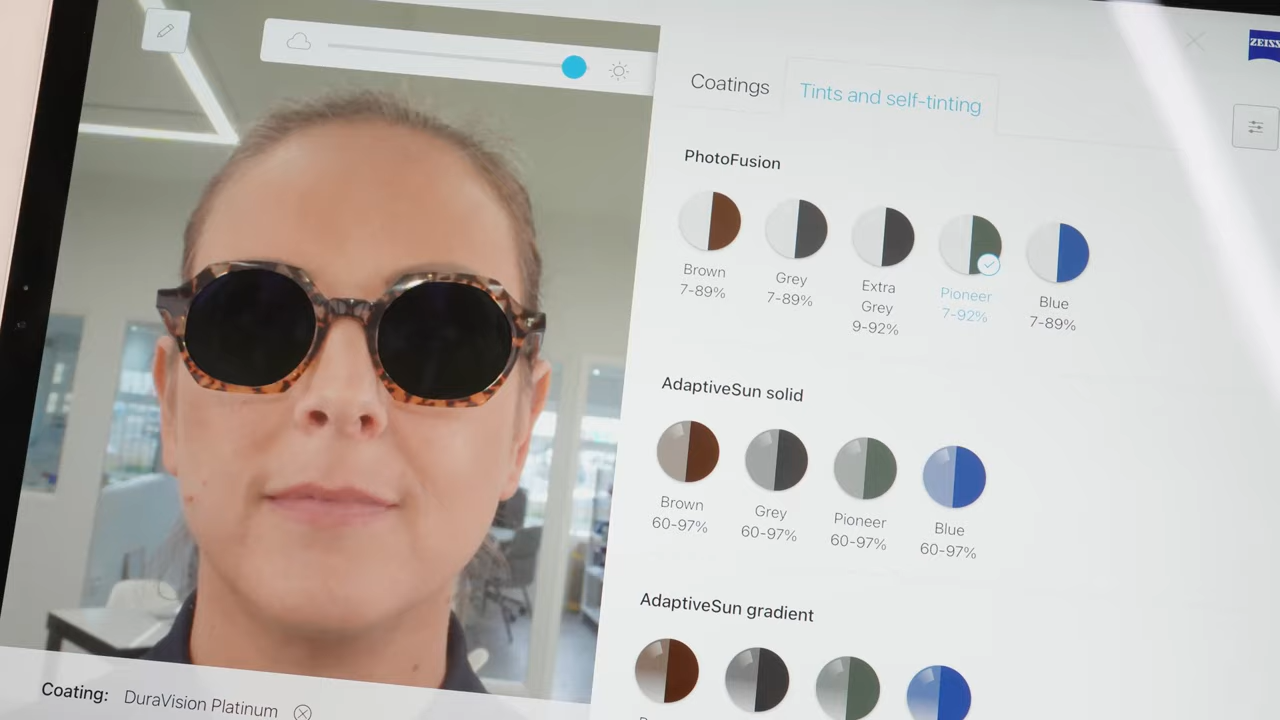 ZEISS
Coatings
Tints and self-tinting
PhotoFusion
Brown
7-89%
Grey
7-89%
Extra
Grey
9-92%
Pioneer
7-92%
Blue
7-89%
AdaptiveSun solid
Brown
60-97%
Grey
60-97%
Pioneer
60-97%
Blue
60-97%
AdaptiveSun gradient
Coating: DuraVision Platinum